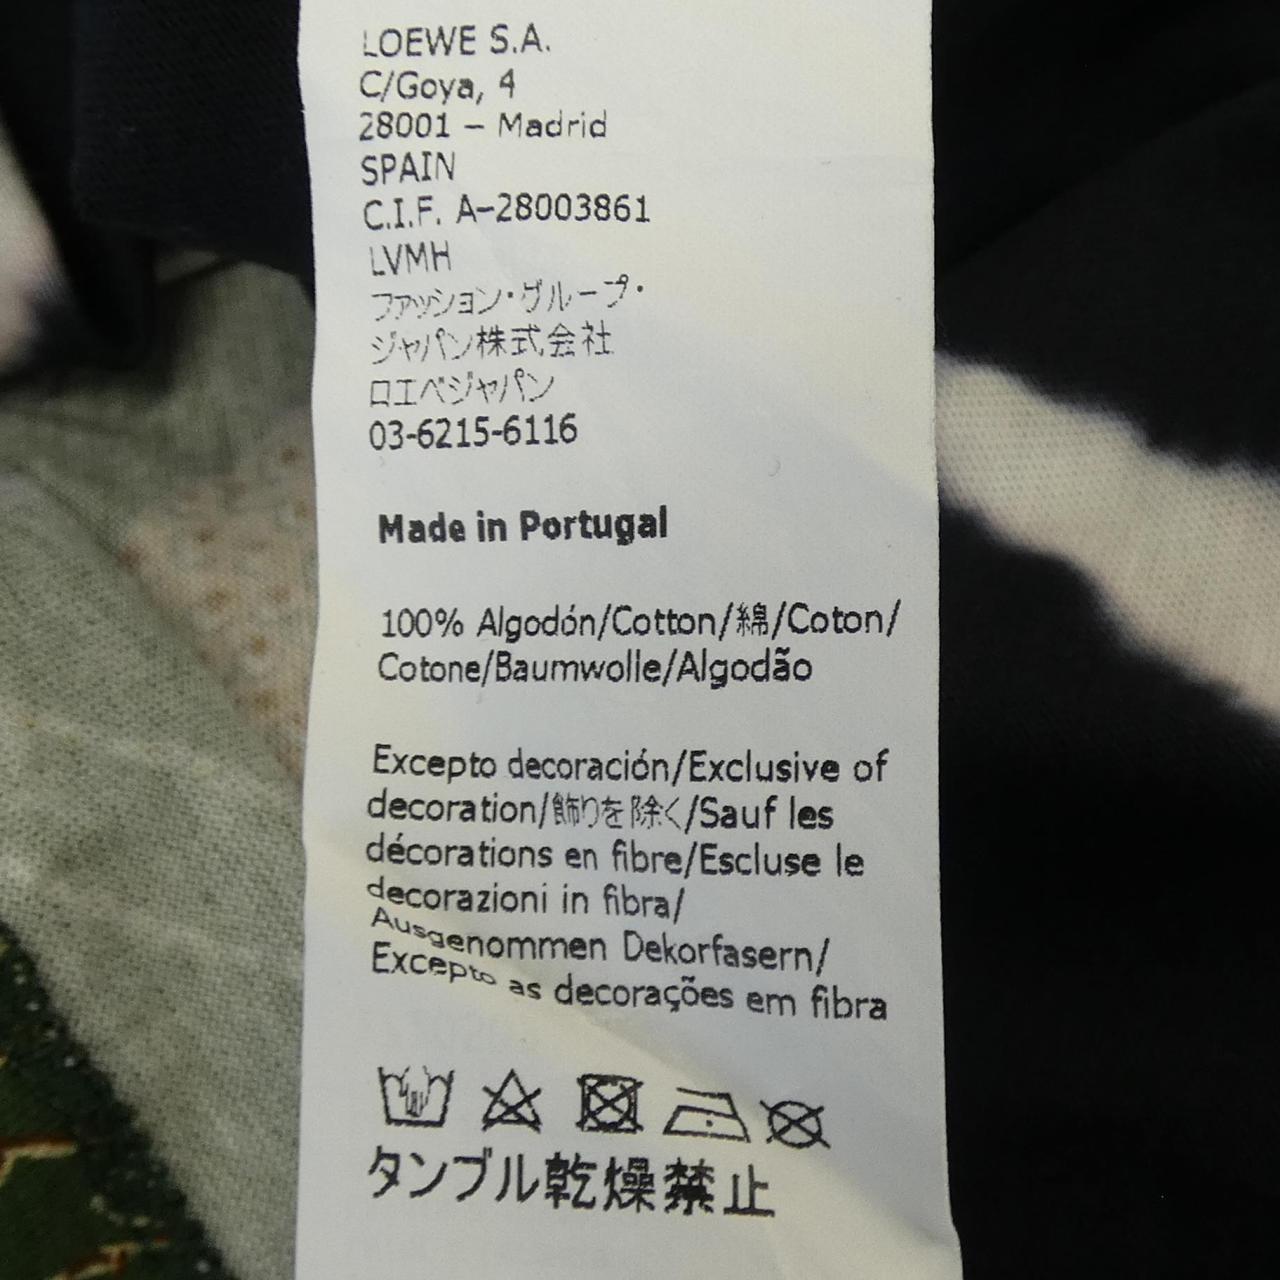 LOEWE S.A.
C/Goya, 4
28001 – Madrid
SPAIN
C.I.F. A–28003861
LVMH
ファッション・グループ・
ジャパン株式会社
ロエベジャパン
03-6215-6116
Made in Portugal
100% Algodón/Cotton/綿/Coton/
Cotone/Baumwolle/Algodão
Excepto decoración/Exclusive of
decoration/飾りを除く/Sauf les
décorations en fibre/Escluse le
decorazioni in fibra/
Ausgenommen Dekorfasern/
Excepto as decorações em fibra
タンブル乾燥禁止